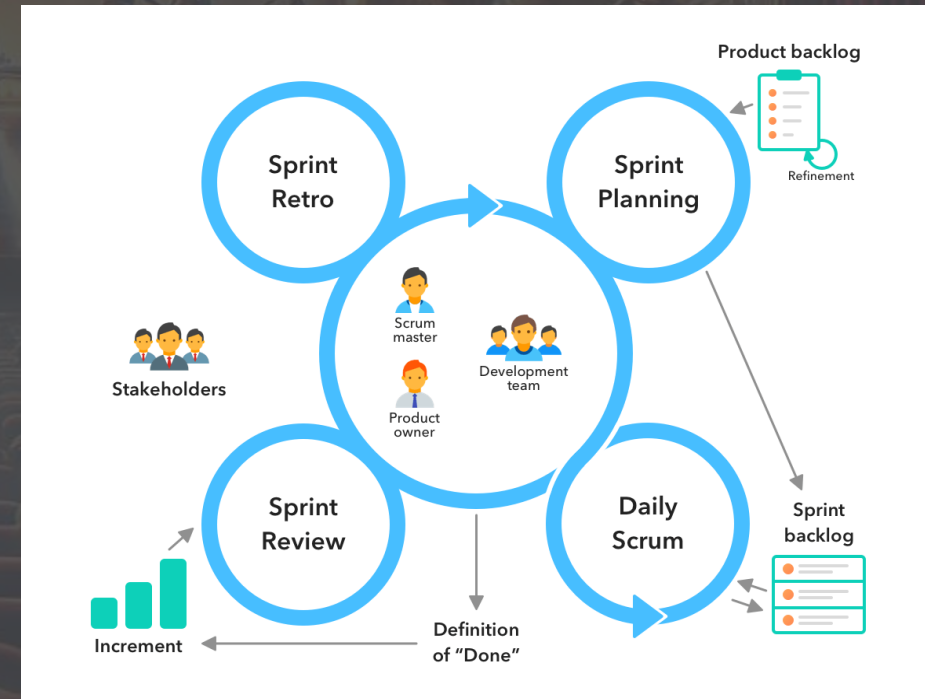 Product backlog
Refinement
Sprint
Retro
Sprint
Planning
Scrum
master
Development
team
Product
owner
Stakeholders
Sprint
Review
Daily
Scrum
Sprint
backlog
Increment
Definition
of “Done”